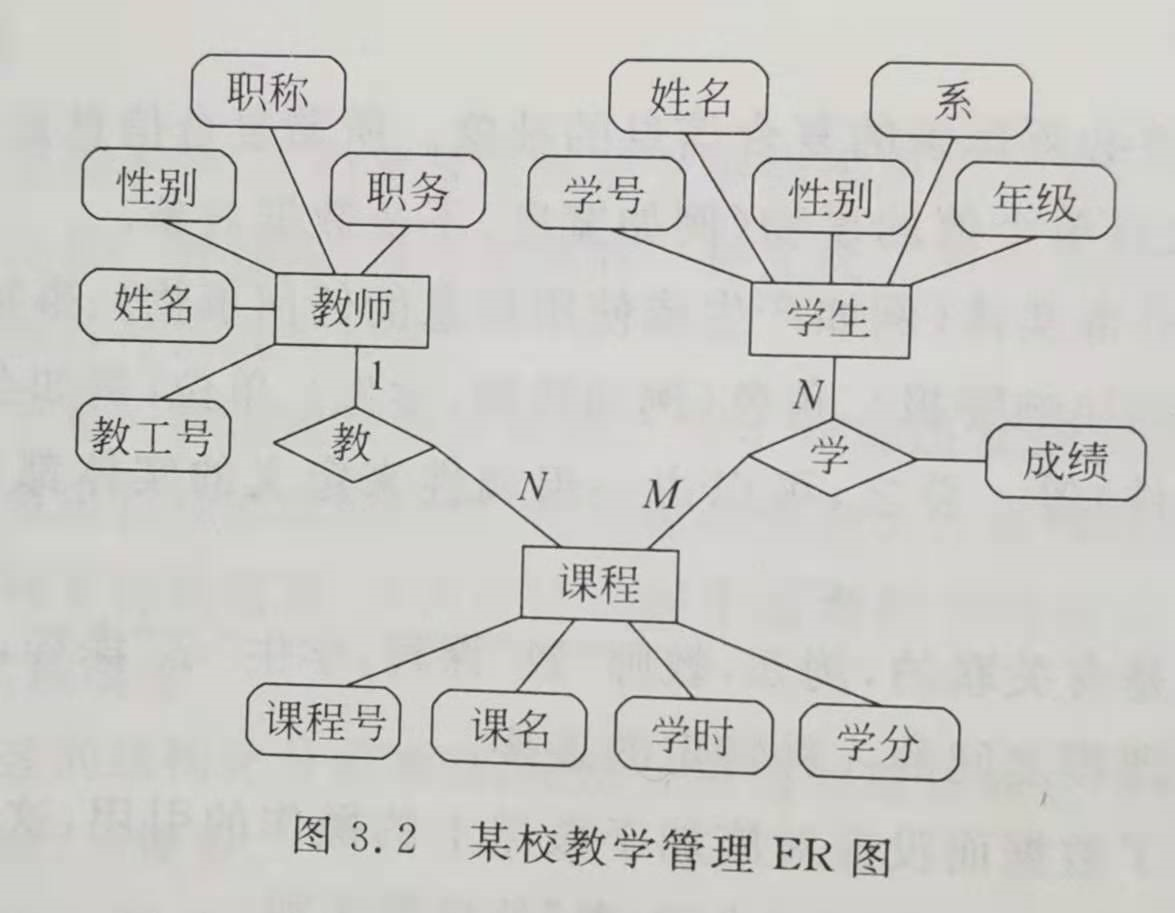 职称
姓名
系
性别
职务
学号
性别
年级
姓名
教师
学生
1
N
教工号
教
学
成绩
N
M
课程
课程号
课名
学时
学分
图 3.2 某校教学管理 ER 图